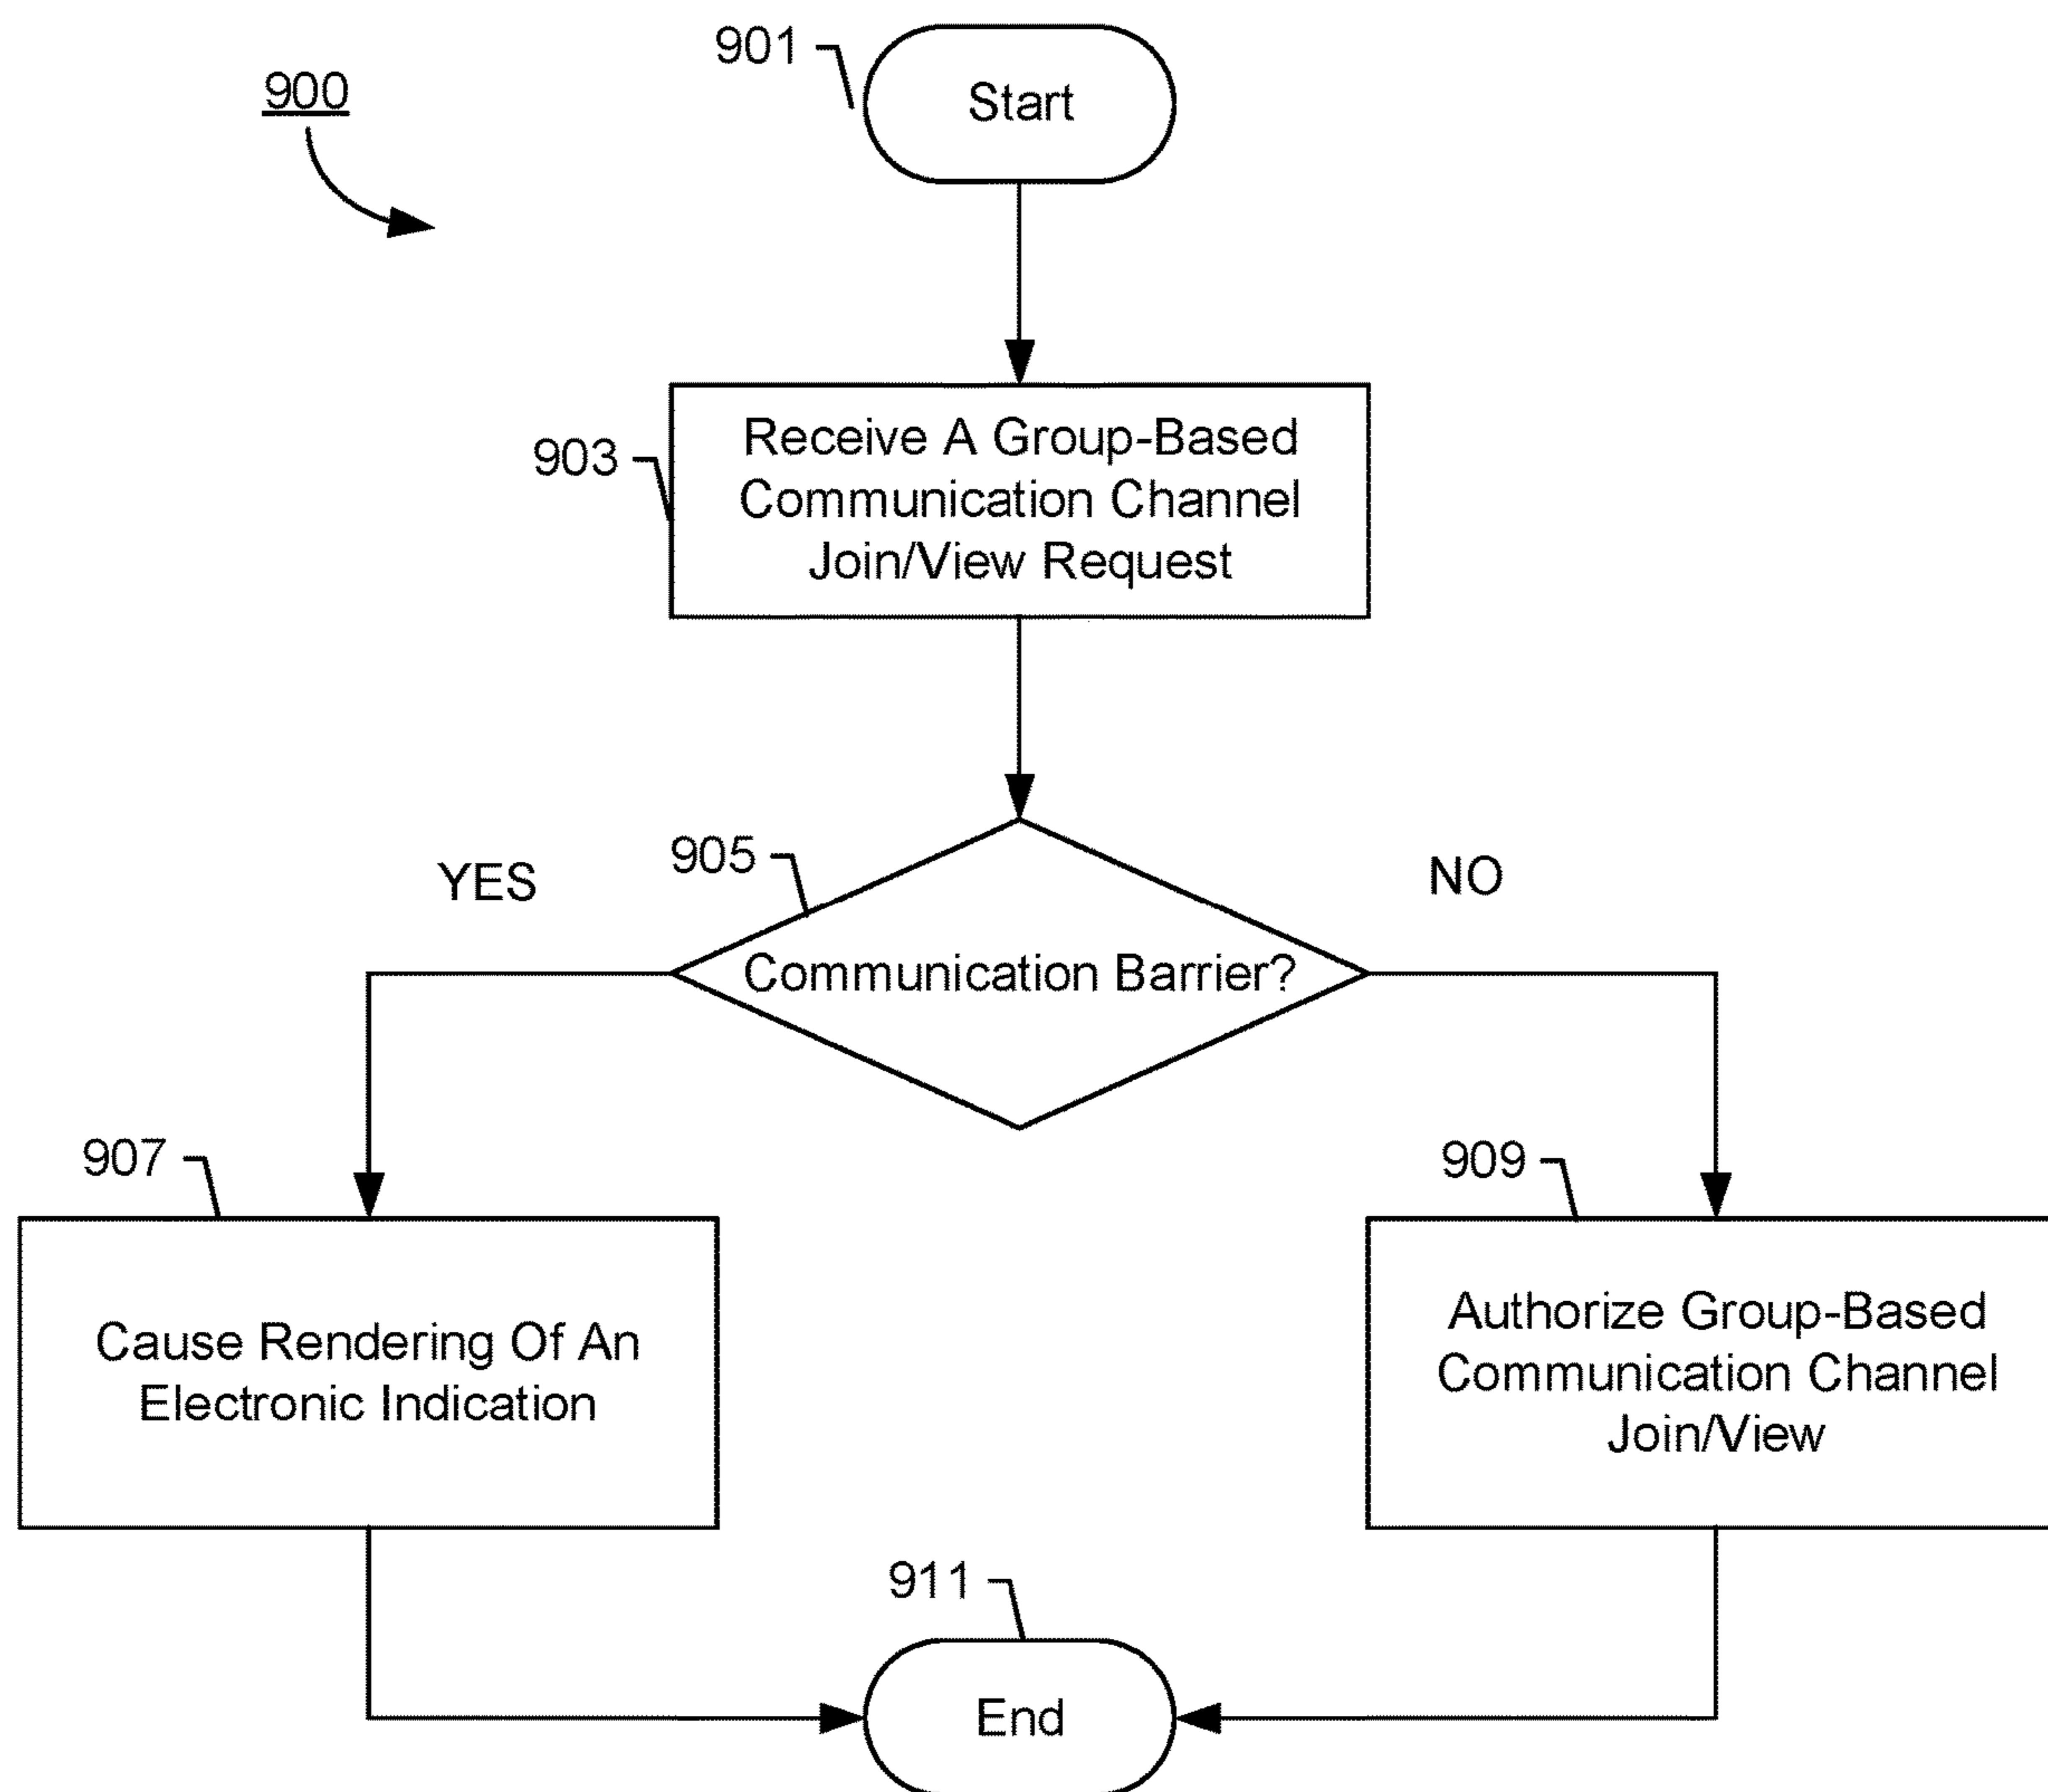 901
Start
900
903
Receive A Group-Based
Communication Channel
Join/View Request
905
YES
NO
Communication Barrier?
907
909
Cause Rendering Of An
Electronic Indication
Authorize Group-Based
Communication Channel
Join/View
911
End